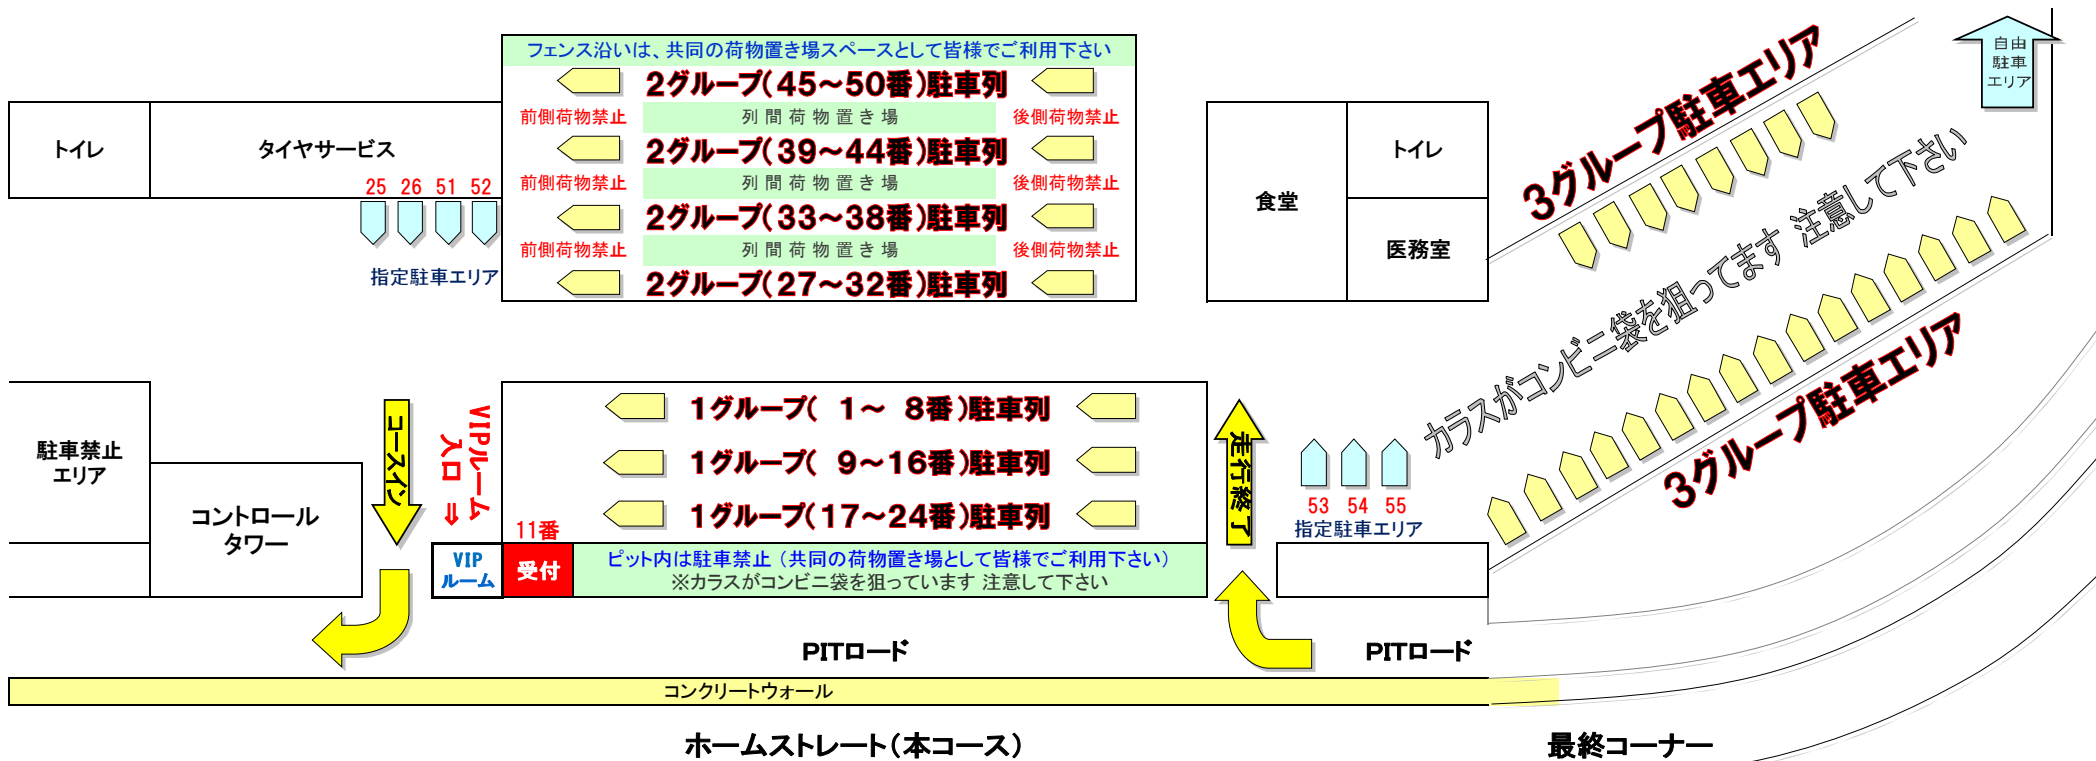 フェンス沿いは、共同の荷物置き場スペースとして皆様でご利用下さい
2グループ(45～50番)駐車列
前側荷物禁止 列間荷物置き場 後側荷物禁止
2グループ(39～44番)駐車列
前側荷物禁止 列間荷物置き場 後側荷物禁止
2グループ(33～38番)駐車列
前側荷物禁止 列間荷物置き場 後側荷物禁止
2グループ(27～32番)駐車列
トイレ
タイヤサービス
25 26 51 52
指定駐車エリア
食堂
トイレ
医務室
3グループ駐車エリア
自由
駐車
エリア
カラスがコンビニ袋を狙ってます 注意して下さい
3グループ駐車エリア
駐車禁止
エリア
コントロール
タワー
コースイン
VIPルーム
入口 ⇒
1グループ( 1～ 8番)駐車列
1グループ( 9～16番)駐車列
1グループ(17～24番)駐車列
11番
VIP
ルーム
受付
ピット内は駐車禁止 (共同の荷物置き場として皆様でご利用下さい)
※カラスがコンビニ袋を狙っています 注意して下さい
走行終了
53 54 55
指定駐車エリア
PITロード
PITロード
コンクリートウォール
ホームストレート(本コース)
最終コーナー